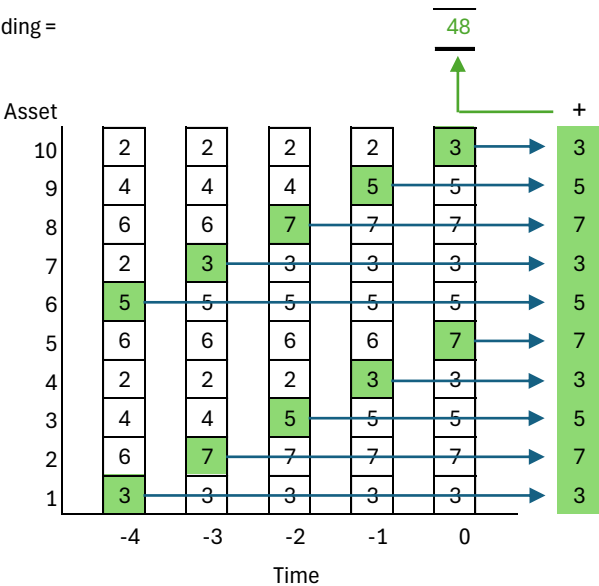 ding =
48
Asset
+
10 2 2 2 2 3 3
9 4 4 4 5 5 5
8 6 6 7 7 7 7
7 2 3 3 3 3 3
6 5 5 5 5 5 5
5 6 6 6 6 7 7
4 2 2 2 3 3 3
3 4 4 5 5 5 5
2 6 7 7 7 7 7
1 3 3 3 3 3 3
-4 -3 -2 -1 0
Time